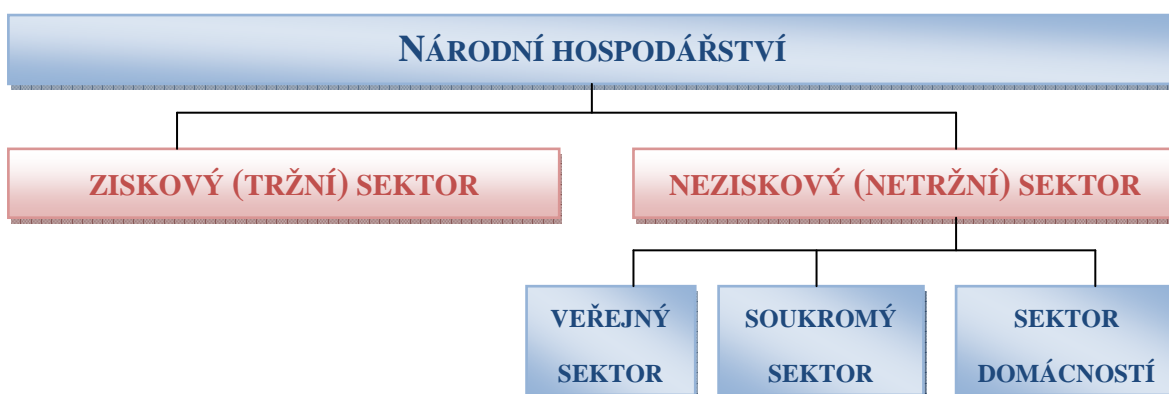 NÁRODNÍ HOSPODÁŘSTVÍ
ZISKOVÝ (TRŽNÍ) SEKTOR
NEZISKOVÝ (NETRŽNÍ) SEKTOR
VEŘEJNÝ
SEKTOR
SOUKROMÝ
SEKTOR
SEKTOR
DOMÁCNOSTÍ